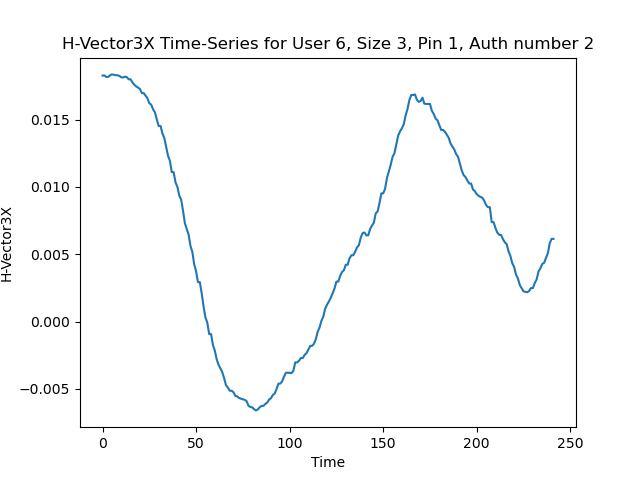 H-Vector3X Time-Series for User 6, Size 3, Pin 1, Auth number 2
H-Vector3X
0.015
0.010
0.005
0.000
−0.005
0 50 100 150 200 250
Time